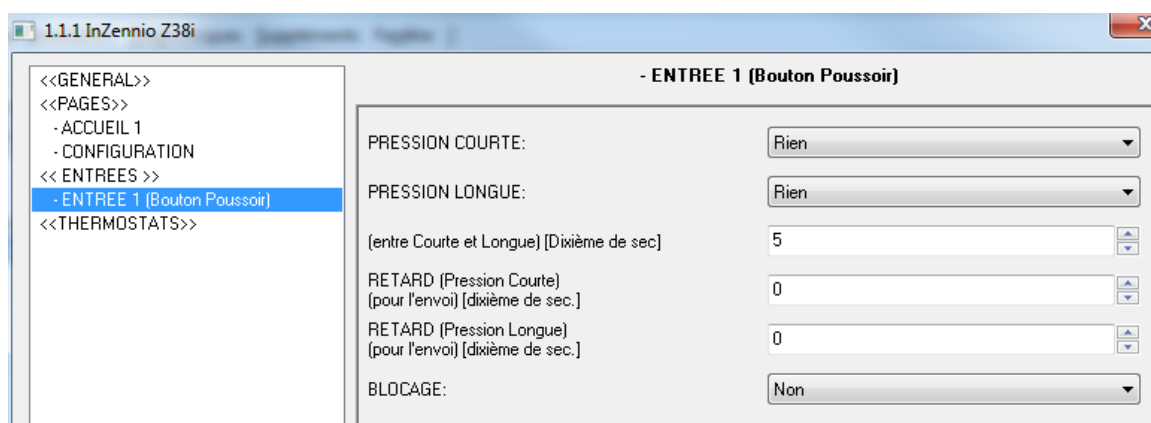 1.1.1 InZennio Z38i
<<GENERAL>>
<<PAGES>>
- ACCUEIL 1
- CONFIGURATION
<< ENTREES >>
- ENTREE 1 (Bouton Poussoir)
<<THERMOSTATS>>
- ENTREE 1 (Bouton Poussoir)
PRESSION COURTE: Rien
PRESSION LONGUE: Rien
(entre Courte et Longue) [Dixième de sec] 5
RETARD (Pression Courte)
(pour l'envoi) [dixième de sec.] 0
RETARD (Pression Longue)
(pour l'envoi) [dixième de sec.] 0
BLOCAGE: Non